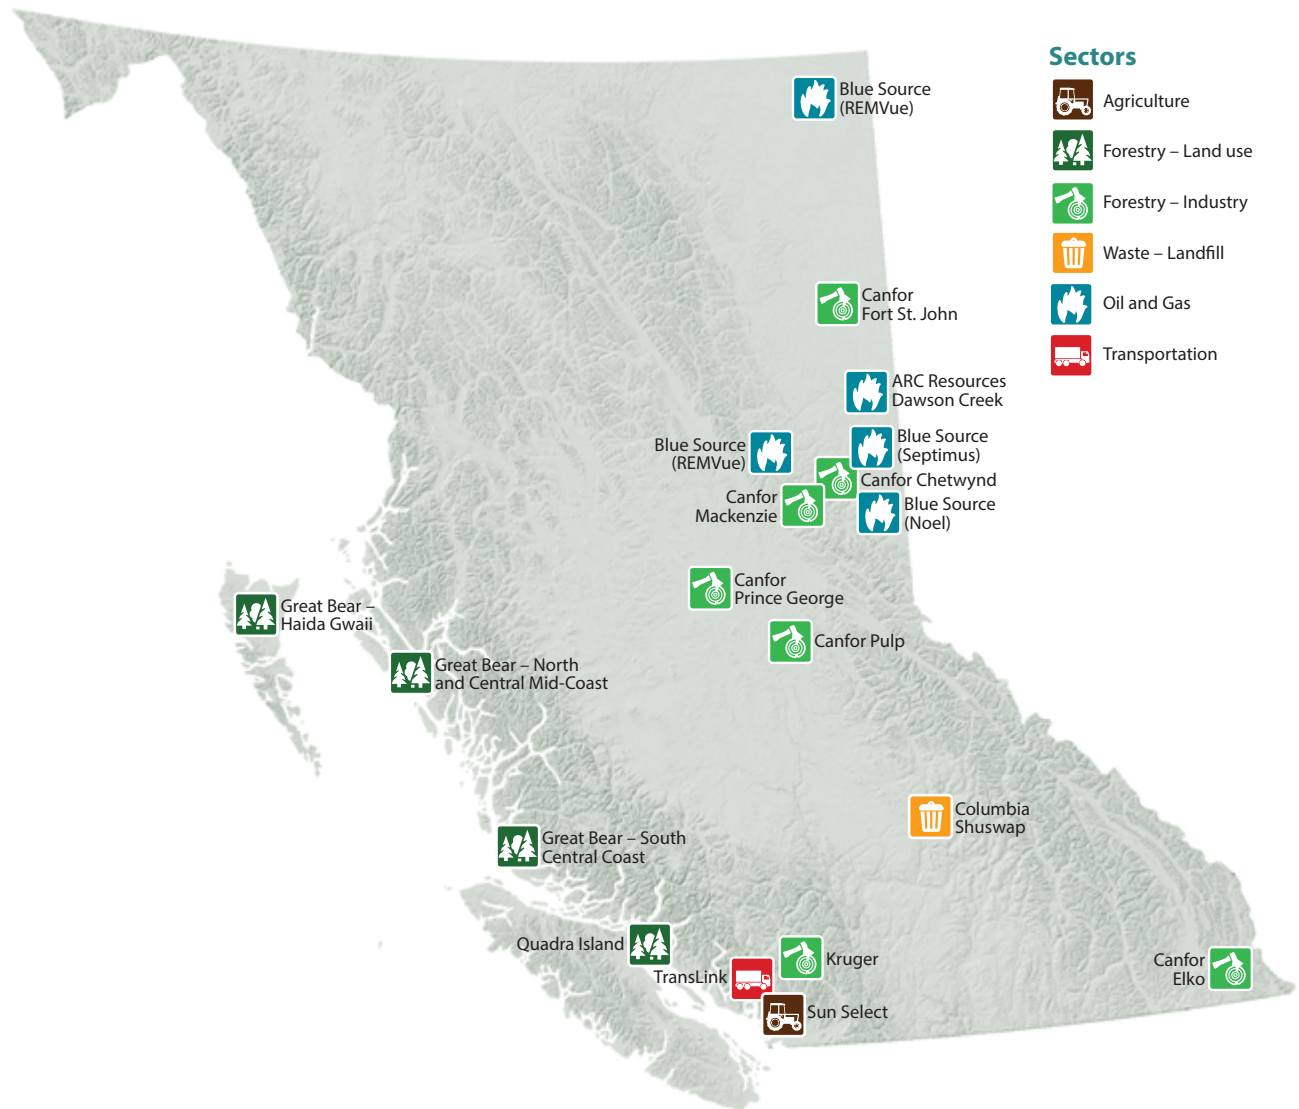 Sectors
Agriculture
Forestry – Land use
Forestry – Industry
Waste – Landfill
Oil and Gas
Transportation
Blue Source
(REMVue)
Canfor
Fort St. John
ARC Resources
Dawson Creek
Blue Source
(Septimus)
Blue Source
(REMVue)
Canfor Chetwynd
Canfor
Mackenzie
Blue Source
(Noel)
Canfor
Prince George
Canfor Pulp
Great Bear –
Haida Gwaii
Great Bear – North
and Central Mid-Coast
Columbia
Shuswap
Great Bear – South
Central Coast
Quadra Island
TransLink
Kruger
Sun Select
Canfor
Elko